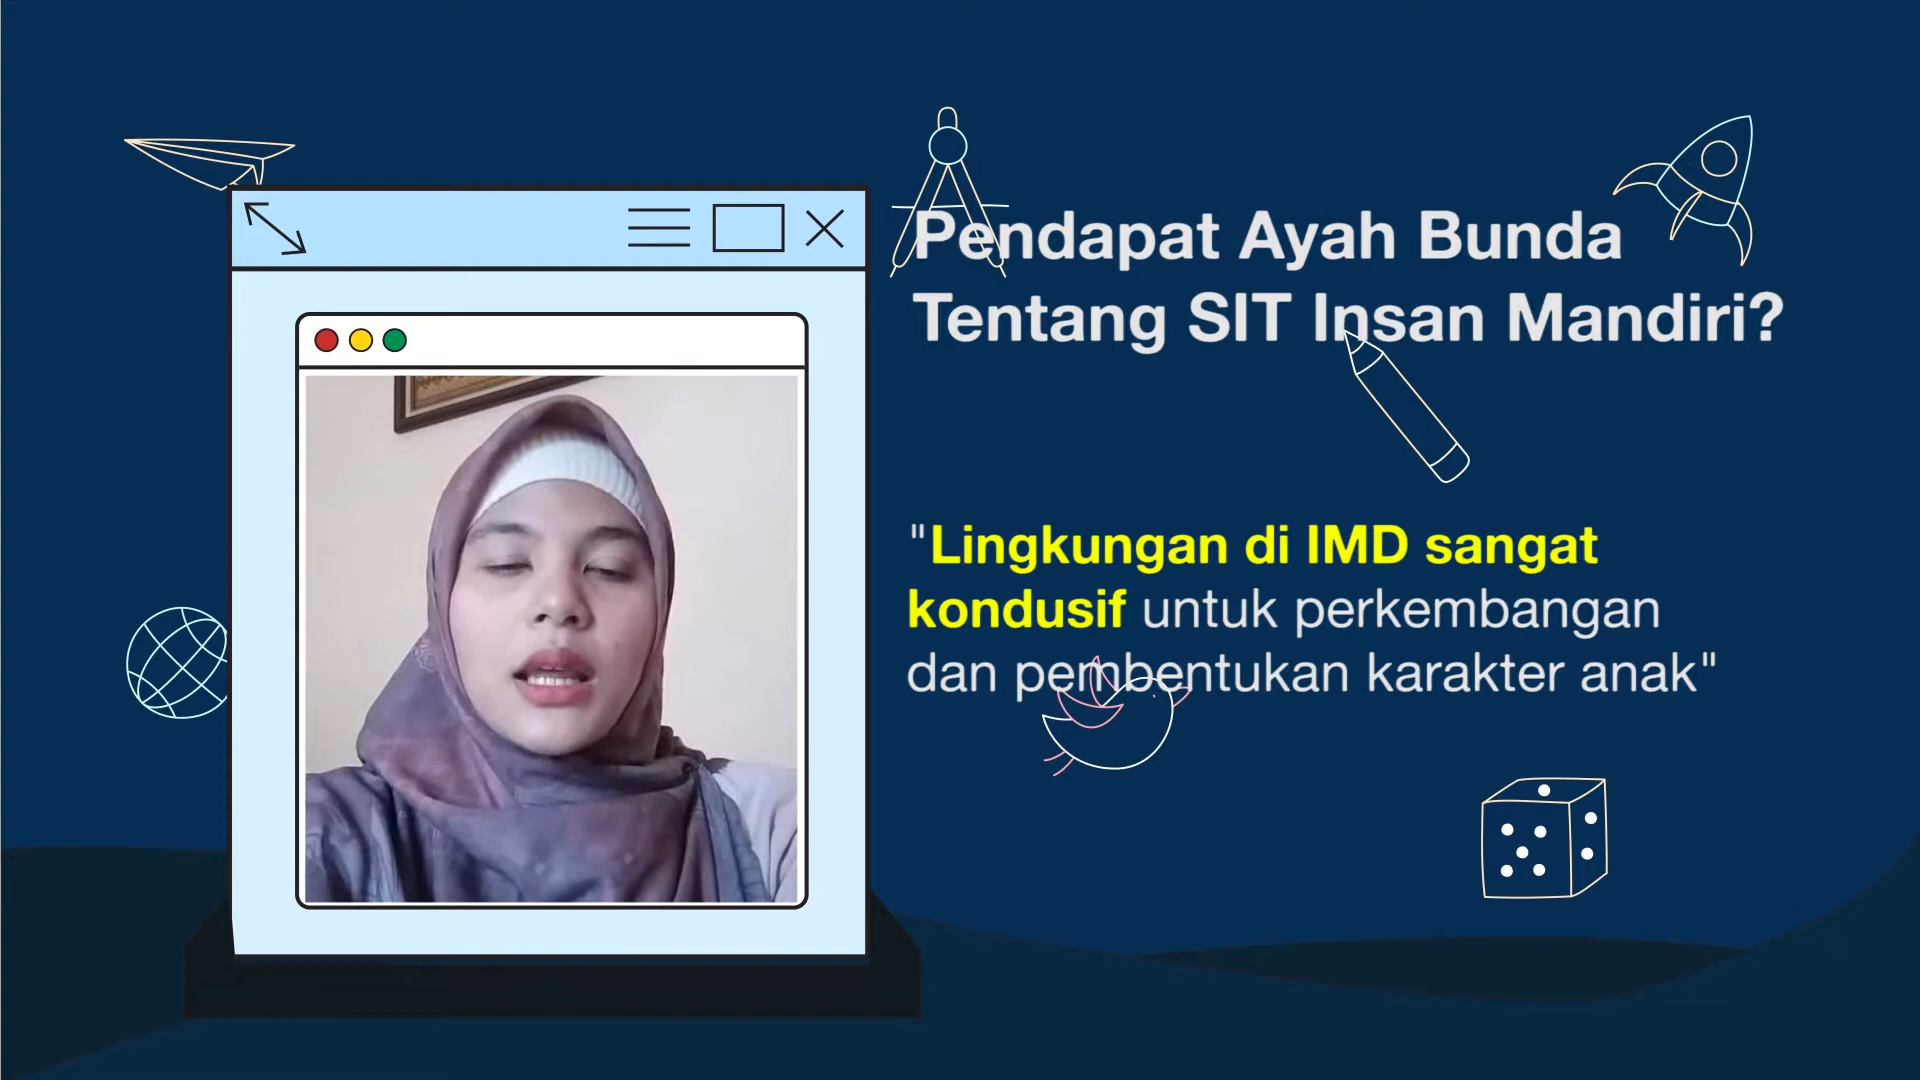 Pendapat Ayah Bunda
Tentang SIT Insan Mandiri?
"Lingkungan di IMD sangat
kondusif untuk perkembangan
dan pembentukan karakter anak"